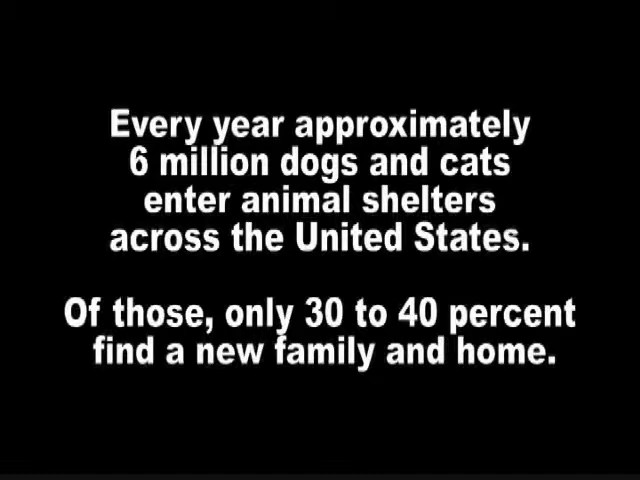 Every year approximately
6 million dogs and cats
enter animal shelters
across the United States.
Of those, only 30 to 40 percent
find a new family and home.